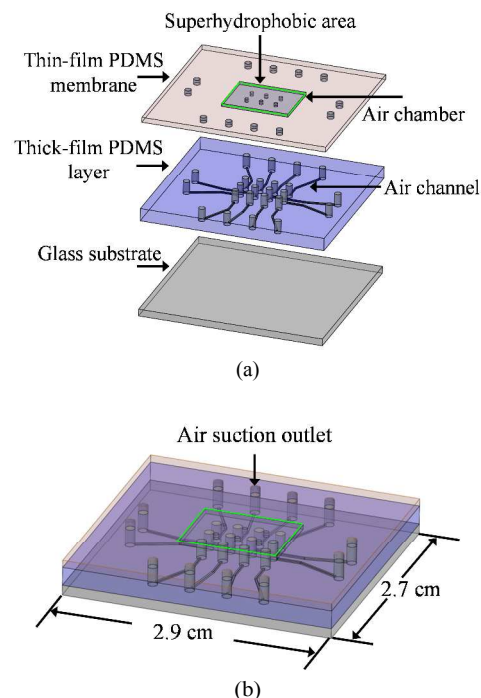 Superhydrophobic area
Thin-film PDMS
membrane
Air chamber
Thick-film PDMS
layer
Air channel
Glass substrate
(a)
Air suction outlet
2.7 cm
2.9 cm
(b)